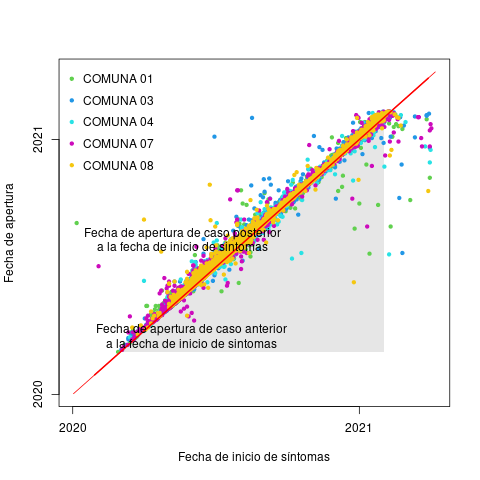 COMUNA 01
COMUNA 03
COMUNA 04
COMUNA 07
COMUNA 08
Fecha de apertura de caso posterior
a la fecha de inicio de síntomas
Fecha de apertura de caso anterior
a la fecha de inicio de sintomas
Fecha de apertura
2021
2020
2020
2021
Fecha de inicio de síntomas